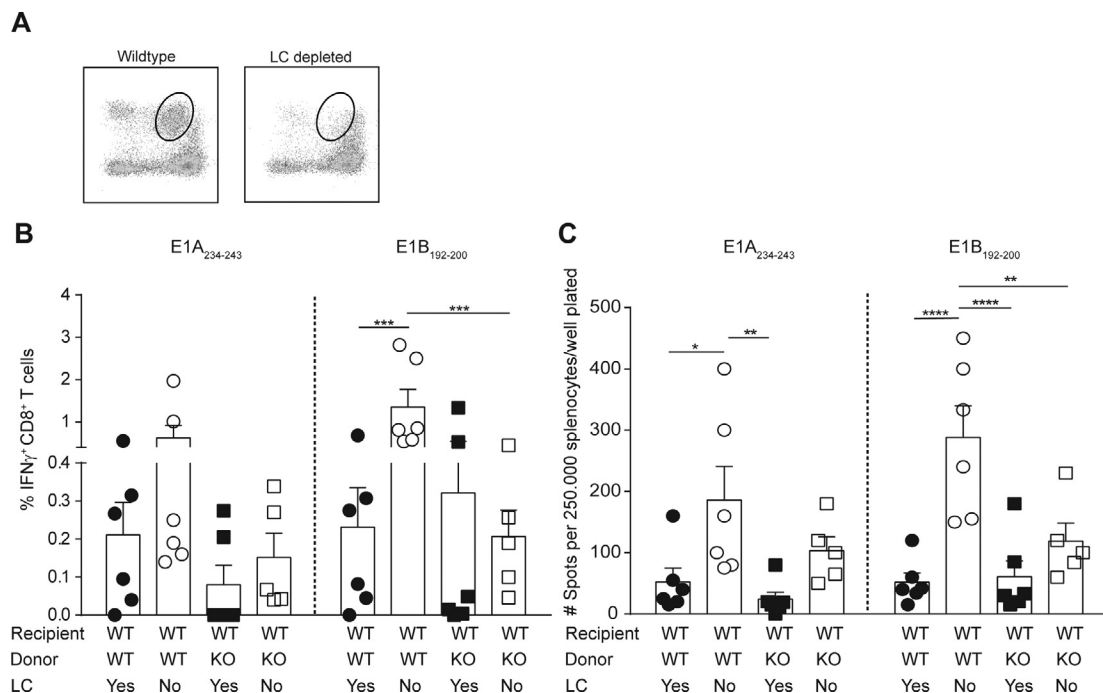 A
Wildtype LC depleted
B
E1A234-243 E1B192-200
% IFNγ+ CD8+ T cells
4
3
2
1
0.4
0.3
0.2
0.1
0.0
*** ***
Recipient WT WT WT WT WT WT WT WT
Donor WT WT KO KO WT WT KO KO
LC Yes No Yes No Yes No Yes No
C
E1A234-243 E1B192-200
# Spots per 250.000 splenocytes/well plated
500
400
300
200
100
0
* ** **** **** **
Recipient WT WT WT WT WT WT WT WT
Donor WT WT KO KO WT WT KO KO
LC Yes No Yes No Yes No Yes No